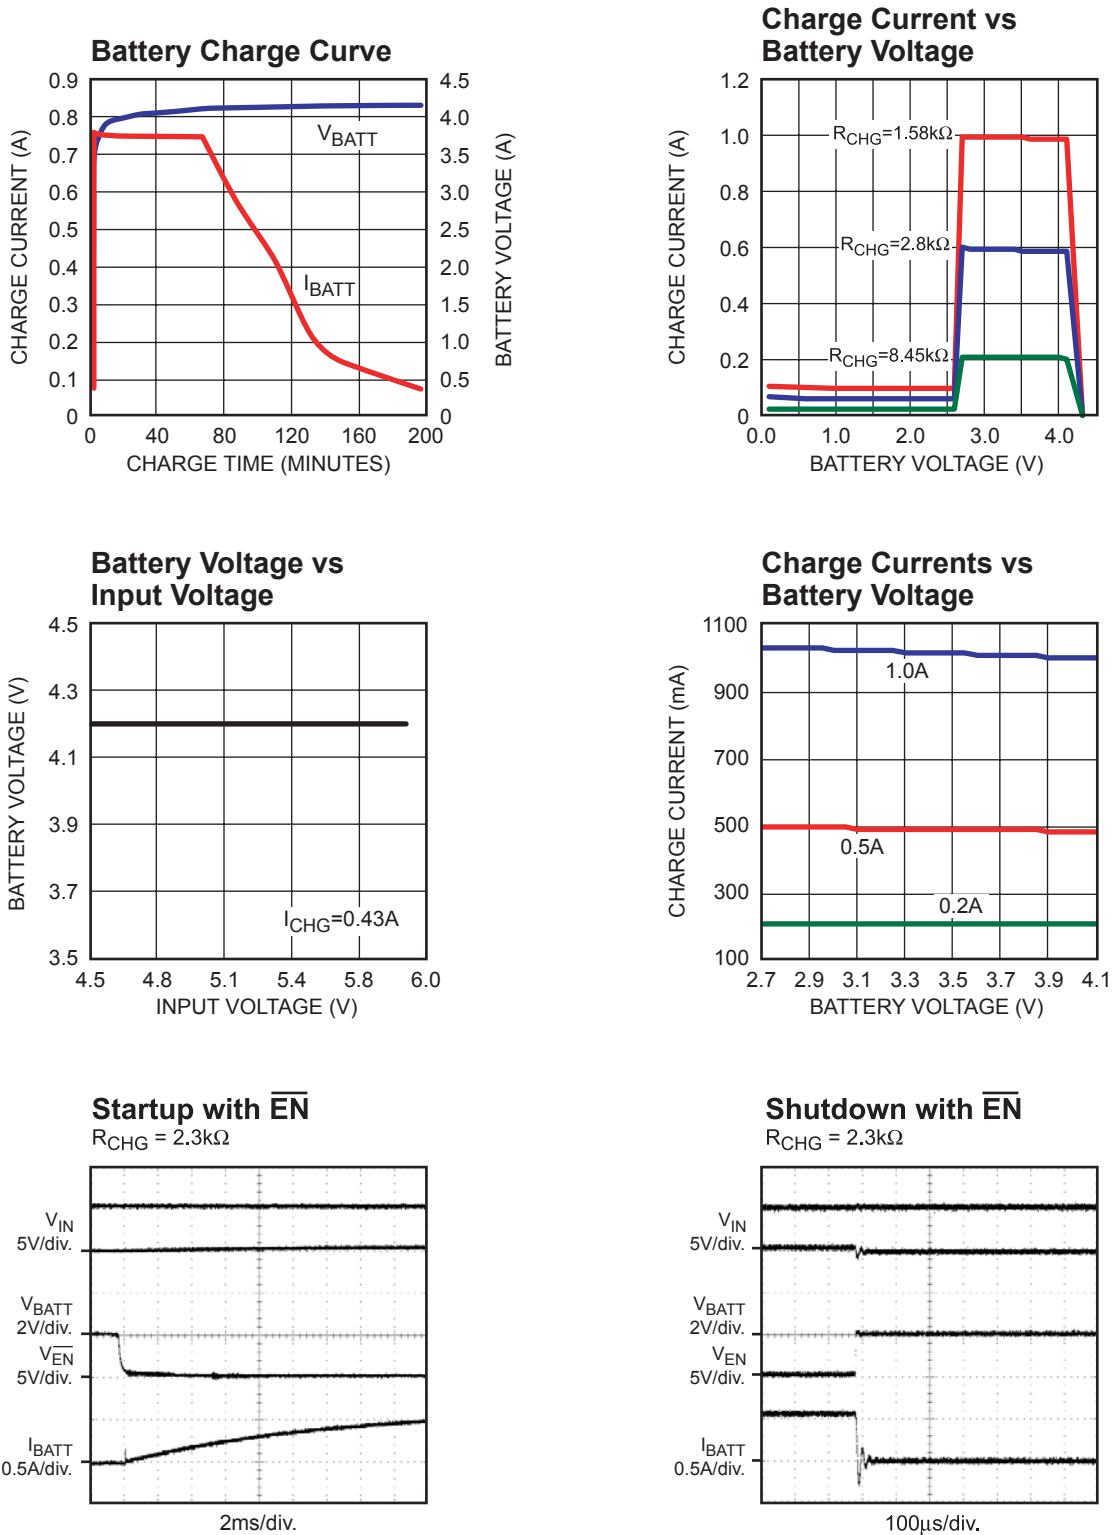 Battery Charge Curve
0.9
0.8
0.7
0.6
0.5
0.4
0.3
0.2
0.1
0
CHARGE CURRENT (A)
4.5
4.0
3.5
3.0
2.5
2.0
1.5
1.0
0.5
0
BATTERY VOLTAGE (A)
VBATT
IBATT
0 40 80 120 160 200
CHARGE TIME (MINUTES)
Charge Current vs
Battery Voltage
1.2
1.0
0.8
0.6
0.4
0.2
0
CHARGE CURRENT (A)
RCHG=1.58kΩ
RCHG=2.8kΩ
RCHG=8.45kΩ
0.0 1.0 2.0 3.0 4.0
BATTERY VOLTAGE (V)
Battery Voltage vs
Input Voltage
4.5
4.3
4.1
3.9
3.7
3.5
BATTERY VOLTAGE (V)
ICHG=0.43A
4.5 4.8 5.1 5.4 5.8 6.0
INPUT VOLTAGE (V)
Charge Currents vs
Battery Voltage
1100
900
700
500
300
100
CHARGE CURRENT (mA)
1.0A
0.5A
0.2A
2.7 2.9 3.1 3.3 3.5 3.7 3.9 4.1
BATTERY VOLTAGE (V)
Startup with E̅N̅
RCHG = 2.3kΩ
VIN
5V/div.
VBATT
2V/div.
VE̅N̅
5V/div.
IBATT
0.5A/div.
2ms/div.
Shutdown with E̅N̅
RCHG = 2.3kΩ
VIN
5V/div.
VBATT
2V/div.
VEN
5V/div.
IBATT
0.5A/div.
100µs/div.